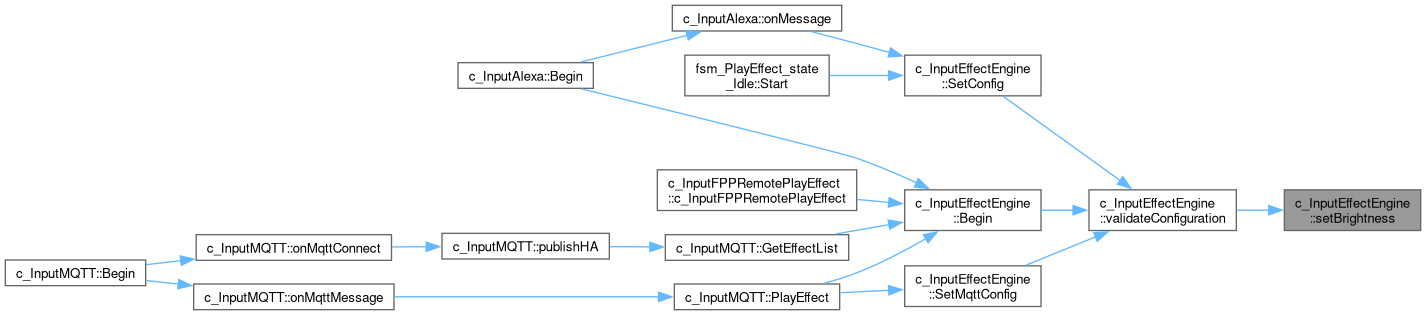 c_InputAlexa::onMessage
c_InputAlexa::Begin
fsm_PlayEffect_state
_Idle::Start
c_InputEffectEngine
::SetConfig
c_InputFPPRemotePlayEffect
::c_InputFPPRemotePlayEffect
c_InputEffectEngine
::Begin
c_InputEffectEngine
::validateConfiguration
c_InputEffectEngine
::setBrightness
c_InputMQTT::Begin
c_InputMQTT::onMqttConnect
c_InputMQTT::publishHA
c_InputMQTT::GetEffectList
c_InputMQTT::onMqttMessage
c_InputMQTT::PlayEffect
c_InputEffectEngine
::SetMqttConfig